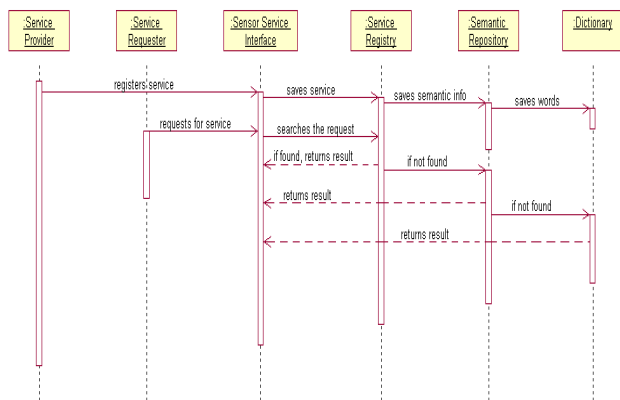 :Service
Provider
:Service
Requester
:Sensor Service
Interface
:Service
Registry
:Semantic
Repository
:Dictionary
registers service
saves service
saves semantic info
saves words
requests for service
searches the request
if found, returns result
if not found
returns result
if not found
returns result